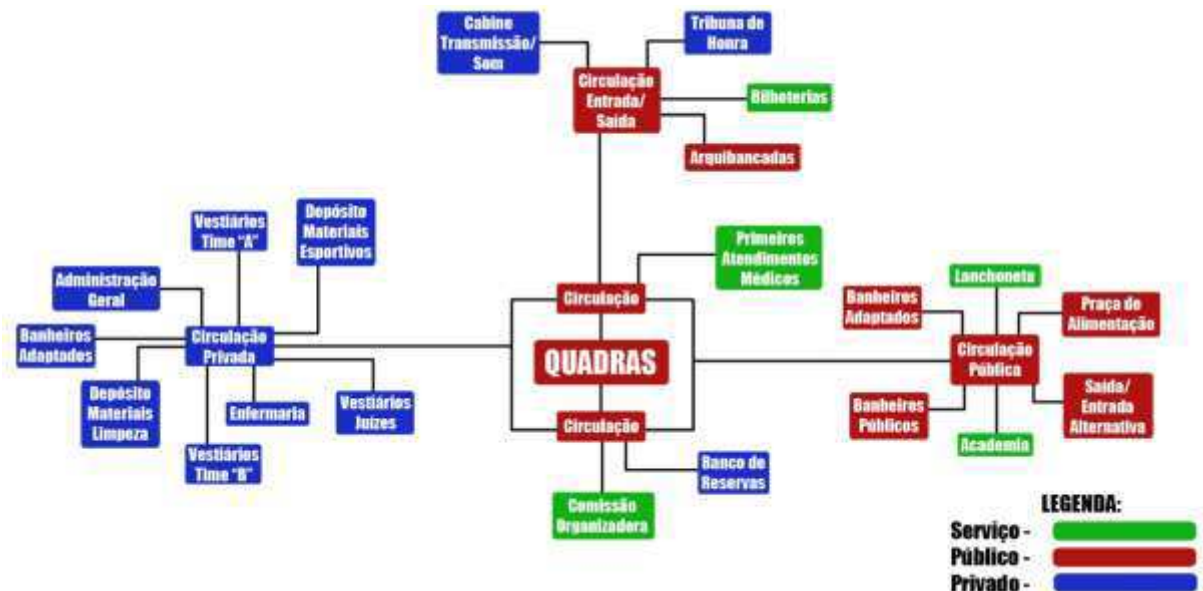 Cabine
Transmissão/
Som
Tribuna de
Honra
Circulação
Entrada/
Saída
Bilheterias
Arquibancadas
Primeiros
Atendimentos
Médicos
Vestiários
Time "A"
Depósito
Materiais
Esportivos
Administração
Geral
Banheiros
Adaptados
Circulação
Privada
Depósito
Materiais
Limpeza
Enfermaria
Vestiários
Juízes
Vestiários
Time "B"
Circulação
QUADRAS
Circulação
Comissão
Organizadora
Banco de
Reservas
Lanchonete
Banheiros
Adaptados
Praça de
Alimentação
Circulação
Pública
Banheiros
Públicos
Saída/
Entrada
Alternativa
Academia
LEGENDA:
Serviço -
Público -
Privado -